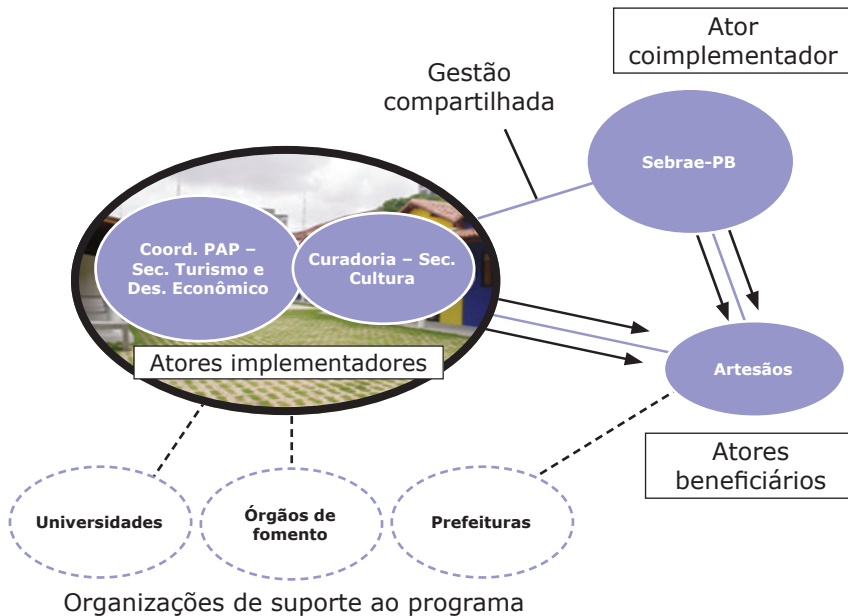 Ator
coimplementador
Gestão
compartilhada
Sebrae-PB
Coord. PAP –
Sec. Turismo e
Des. Econômico
Curadoria – Sec.
Cultura
Atores implementadores
Artesãos
Atores
beneficiários
Universidades
Órgãos de
fomento
Prefeituras
Organizações de suporte ao programa